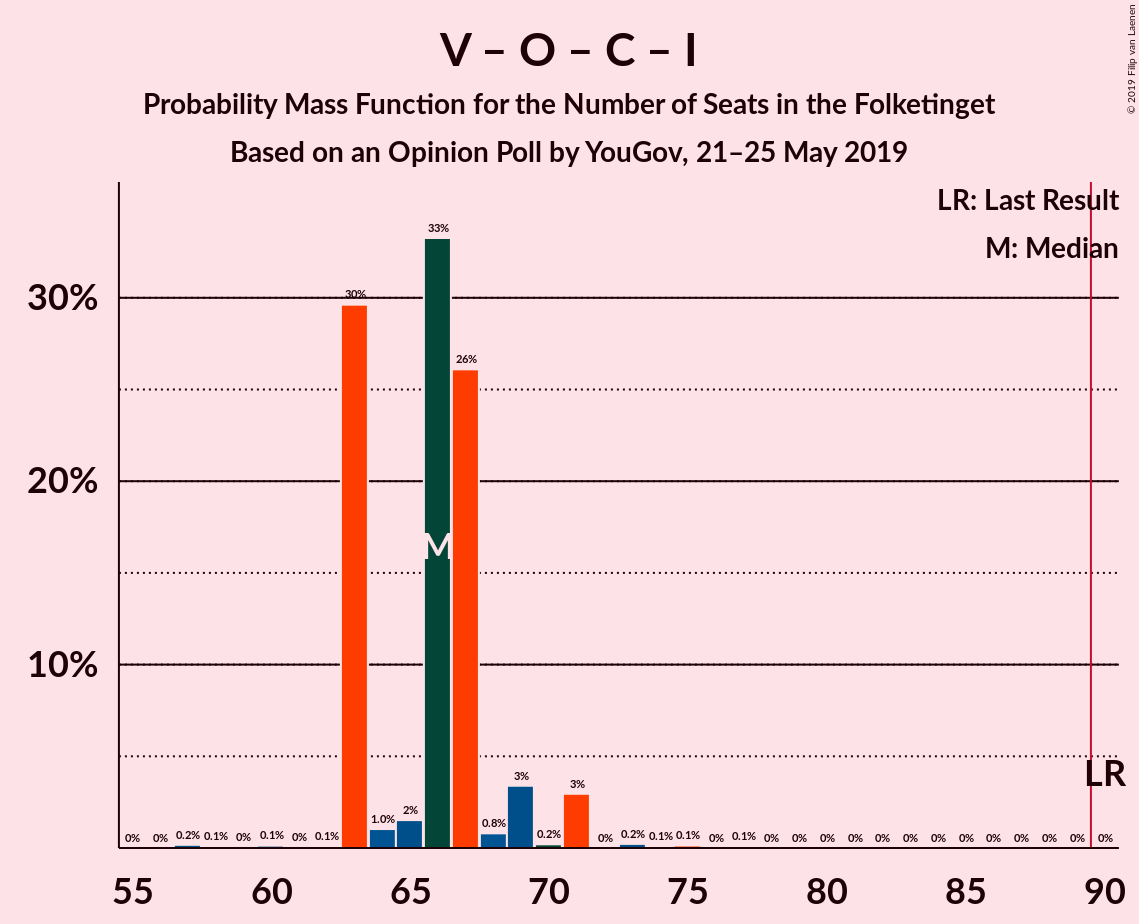 V – O – C – I
Probability Mass Function for the Number of Seats in the Folketinget
Based on an Opinion Poll by YouGov, 21–25 May 2019
© 2019 Filip van Laenen
LR: Last Result
M: Median
30%
20%
10%
0% 0% 0.2% 0.1% 0% 0.1% 0% 0.1% 30% 1.0% 2% 33% 26% 0.8% 3% 0.2% 3% 0% 0.2% 0.1% 0.1% 0% 0.1% 0% 0% 0% 0% 0% 0% 0% 0% 0% 0% 0% 0% 0%
M
LR
55 60 65 70 75 80 85 90